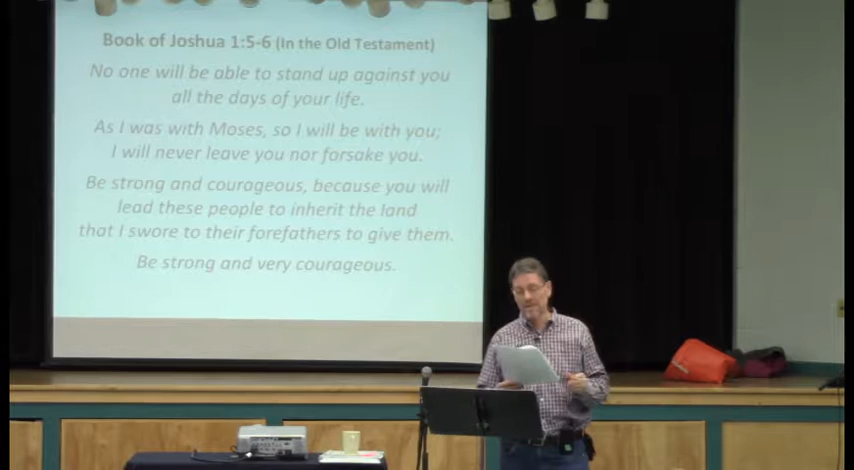 Book of Joshua 1:5-6 (In the Old Testament)
No one will be able to stand up against you
all the days of your life.
As I was with Moses, so I will be with you;
I will never leave you nor forsake you.
Be strong and courageous, because you will
lead these people to inherit the land
that I swore to their forefathers to give them.
Be strong and very courageous.